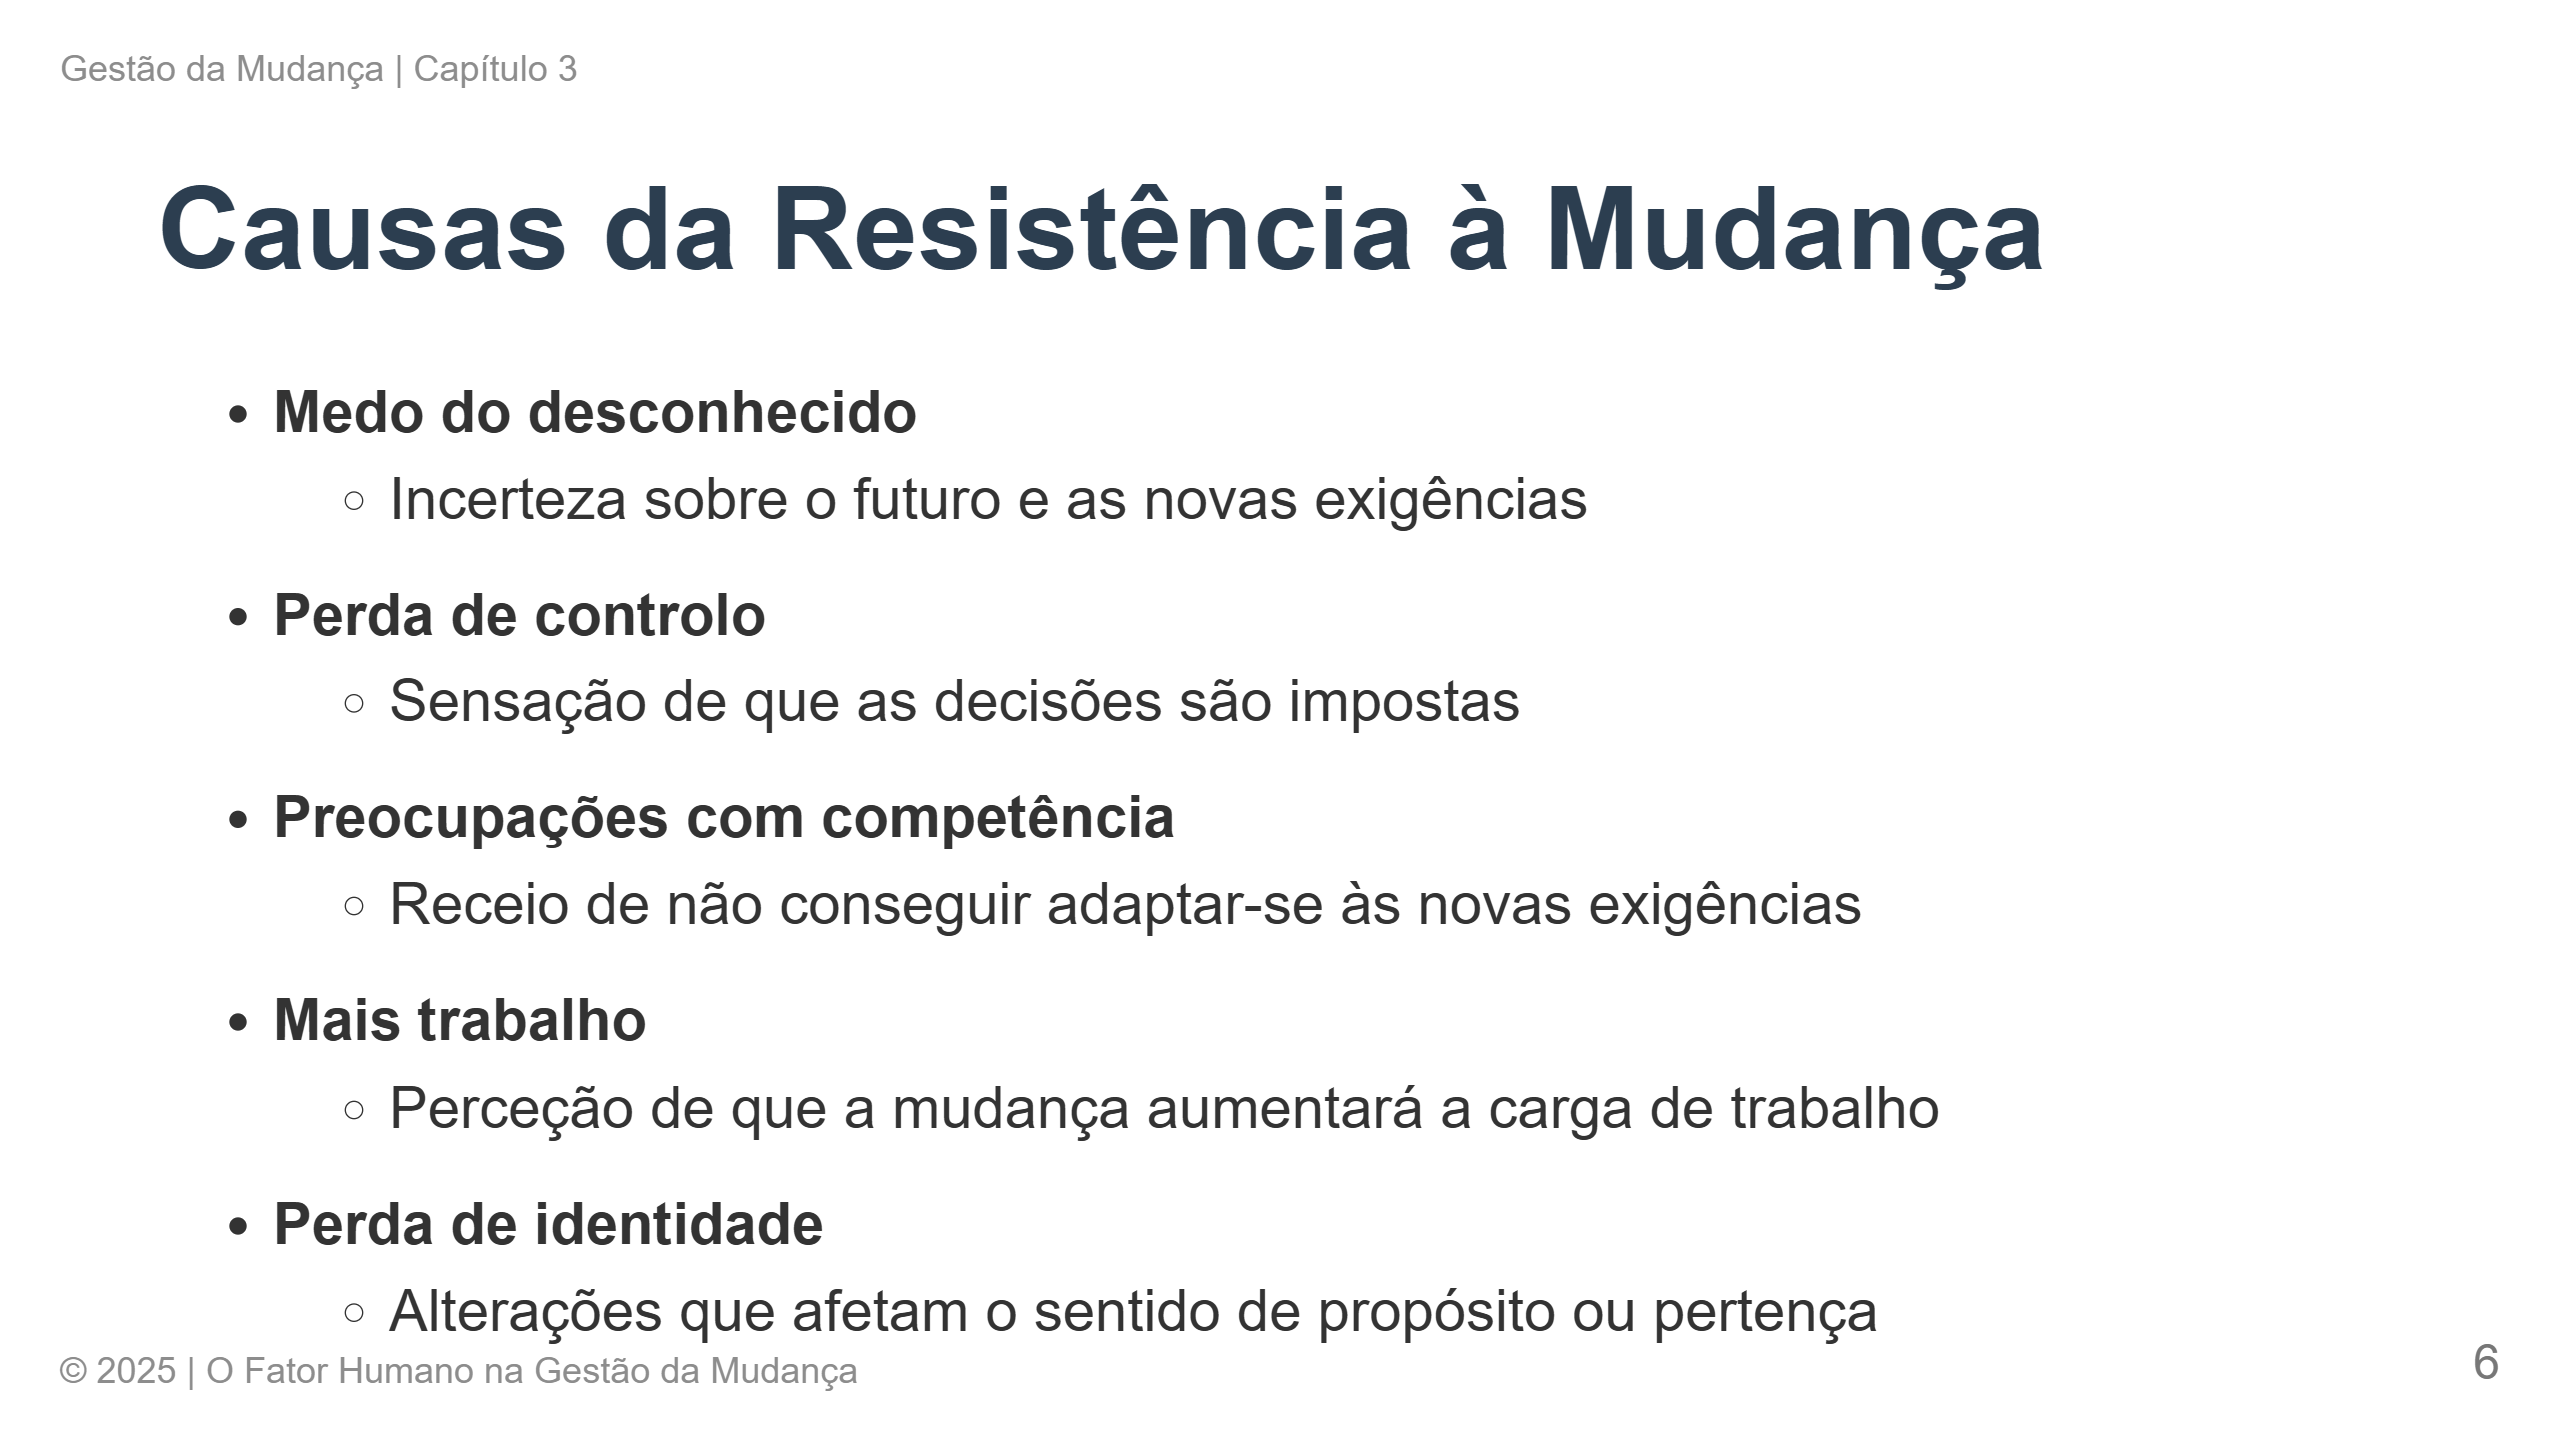 Gestão da Mudança | Capítulo 3
Causas da Resistência à Mudança
• Medo do desconhecido
◦ Incerteza sobre o futuro e as novas exigências
• Perda de controlo
◦ Sensação de que as decisões são impostas
• Preocupações com competência
◦ Receio de não conseguir adaptar-se às novas exigências
• Mais trabalho
◦ Perceção de que a mudança aumentará a carga de trabalho
• Perda de identidade
◦ Alterações que afetam o sentido de propósito ou pertença
© 2025 | O Fator Humano na Gestão da Mudança
6